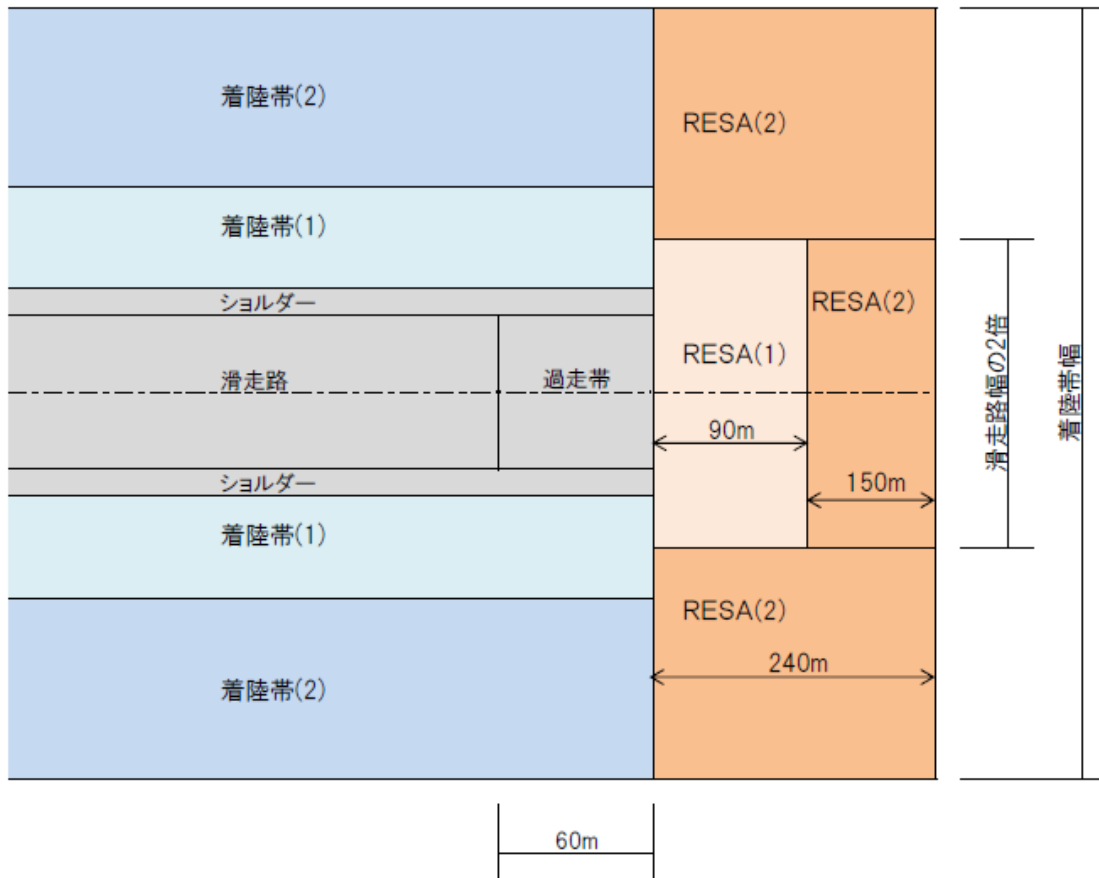 着陸帯(2)
RESA(2)
着陸帯(1)
ショルダー
RESA(2)
滑走路
過走帯
RESA(1)
90m
150m
滑走路幅の2倍
着陸帯幅
ショルダー
着陸帯(1)
RESA(2)
240m
着陸帯(2)
60m